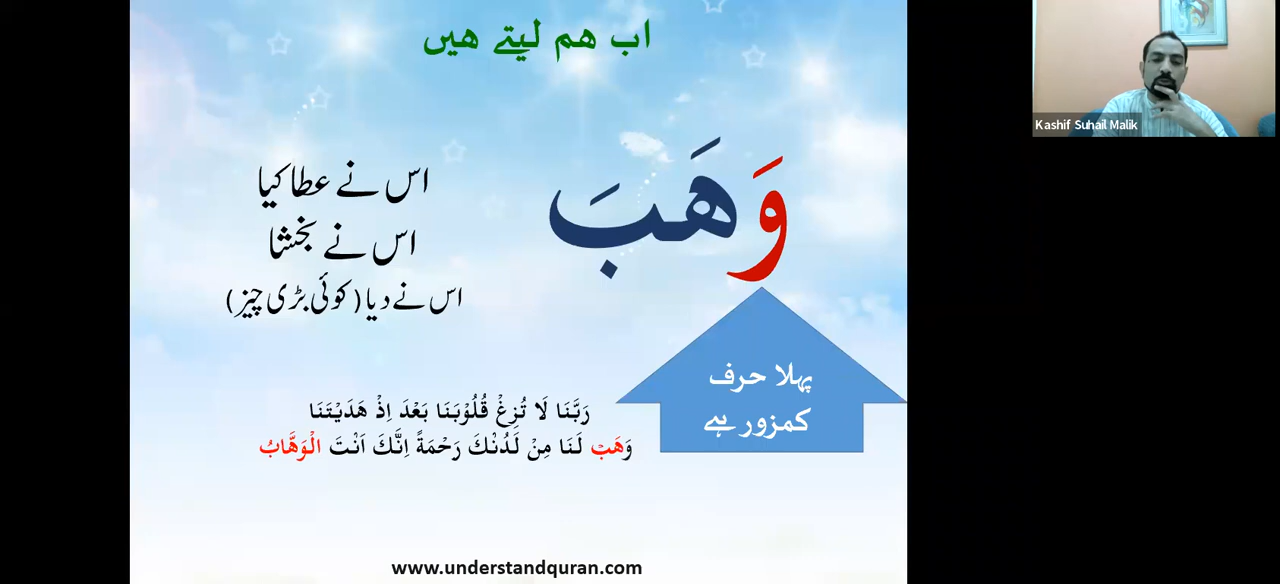 اب ہم لیتے ہیں
وَهَبَ
اس نے عطا کیا
اس نے بخشا
اس نے دیا (کوئی بڑی چیز)
پہلا حرف
کمزور ہے
رَبَّنَا لَا تُزِغْ قُلُوْبَنَا بَعْدَ اِذْ هَدَيْتَنَا
وَهَبْ لَنَا مِنْ لَّدُنْكَ رَحْمَةً اِنَّكَ اَنْتَ الْوَهَّابُ
www.understandquran.com
Kashif Suhail Malik